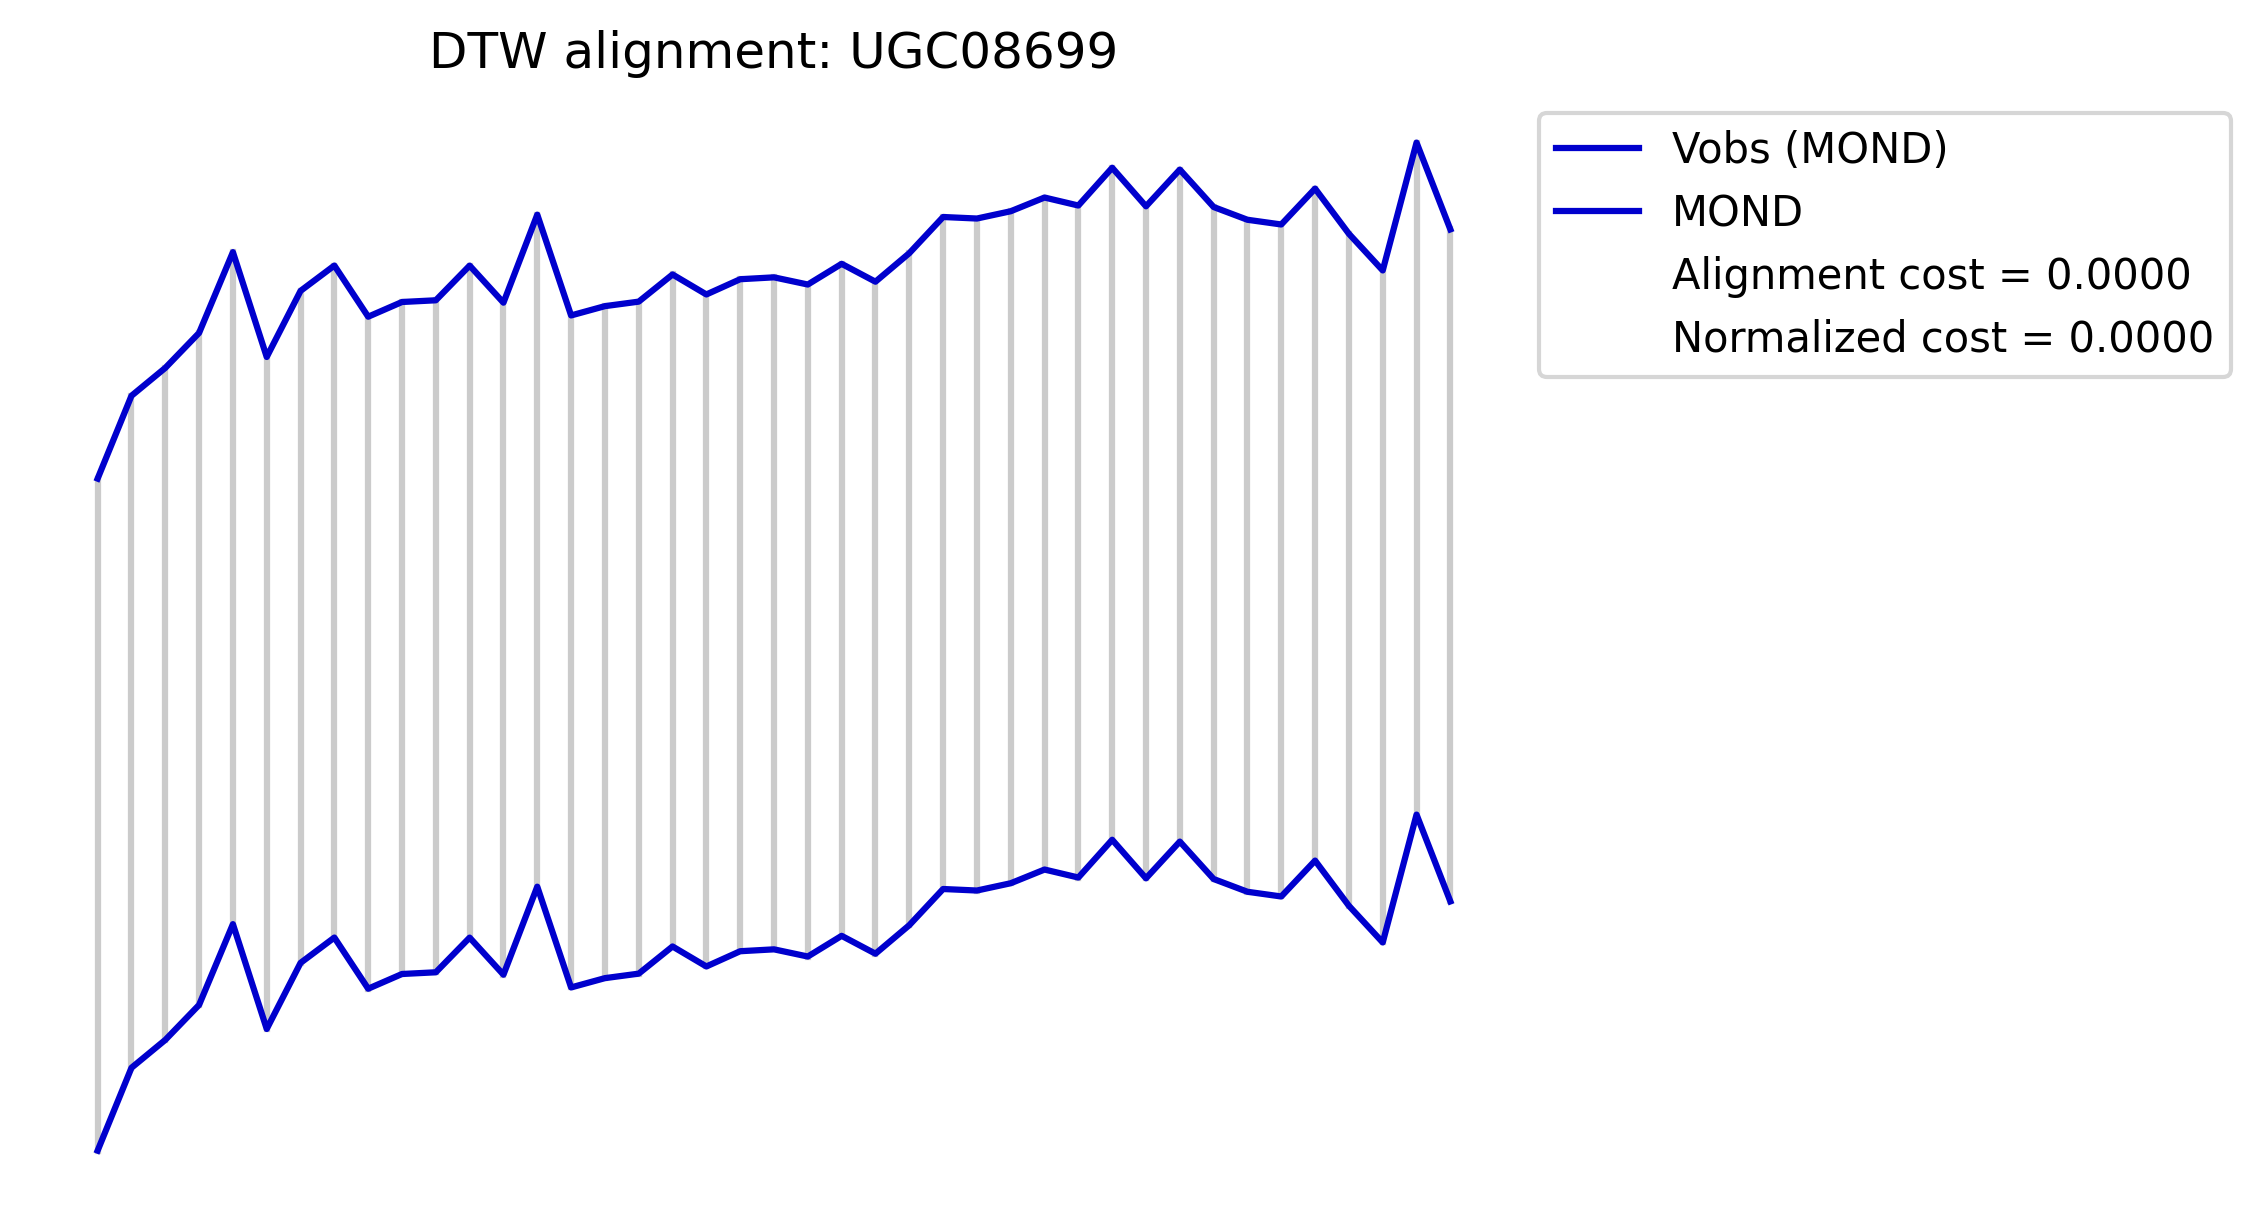 DTW alignment: UGC08699
Vobs (MOND)
MOND
Alignment cost = 0.0000
Normalized cost = 0.0000